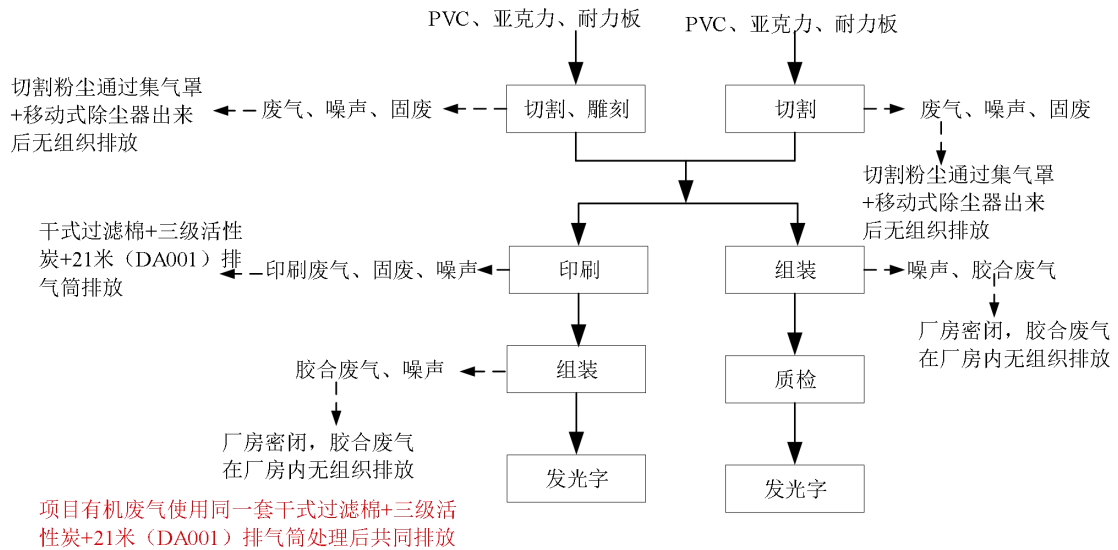 PVC、亚克力、耐力板
PVC、亚克力、耐力板
切割粉尘通过集气罩
+移动式除尘器出来
后无组织排放
废气、噪声、固废
切割、雕刻
切割
废气、噪声、固废
切割粉尘通过集气罩
+移动式除尘器出来
后无组织排放
干式过滤棉+三级活性
炭+21米（DA001）排
气筒排放
印刷废气、固废、噪声
印刷
组装
噪声、胶合废气
厂房密闭，胶合废气
在厂房内无组织排放
胶合废气、噪声
组装
质检
厂房密闭，胶合废气
在厂房内无组织排放
发光字
发光字
项目有机废气使用同一套干式过滤棉+三级活
性炭+21米（DA001）排气筒处理后共同排放